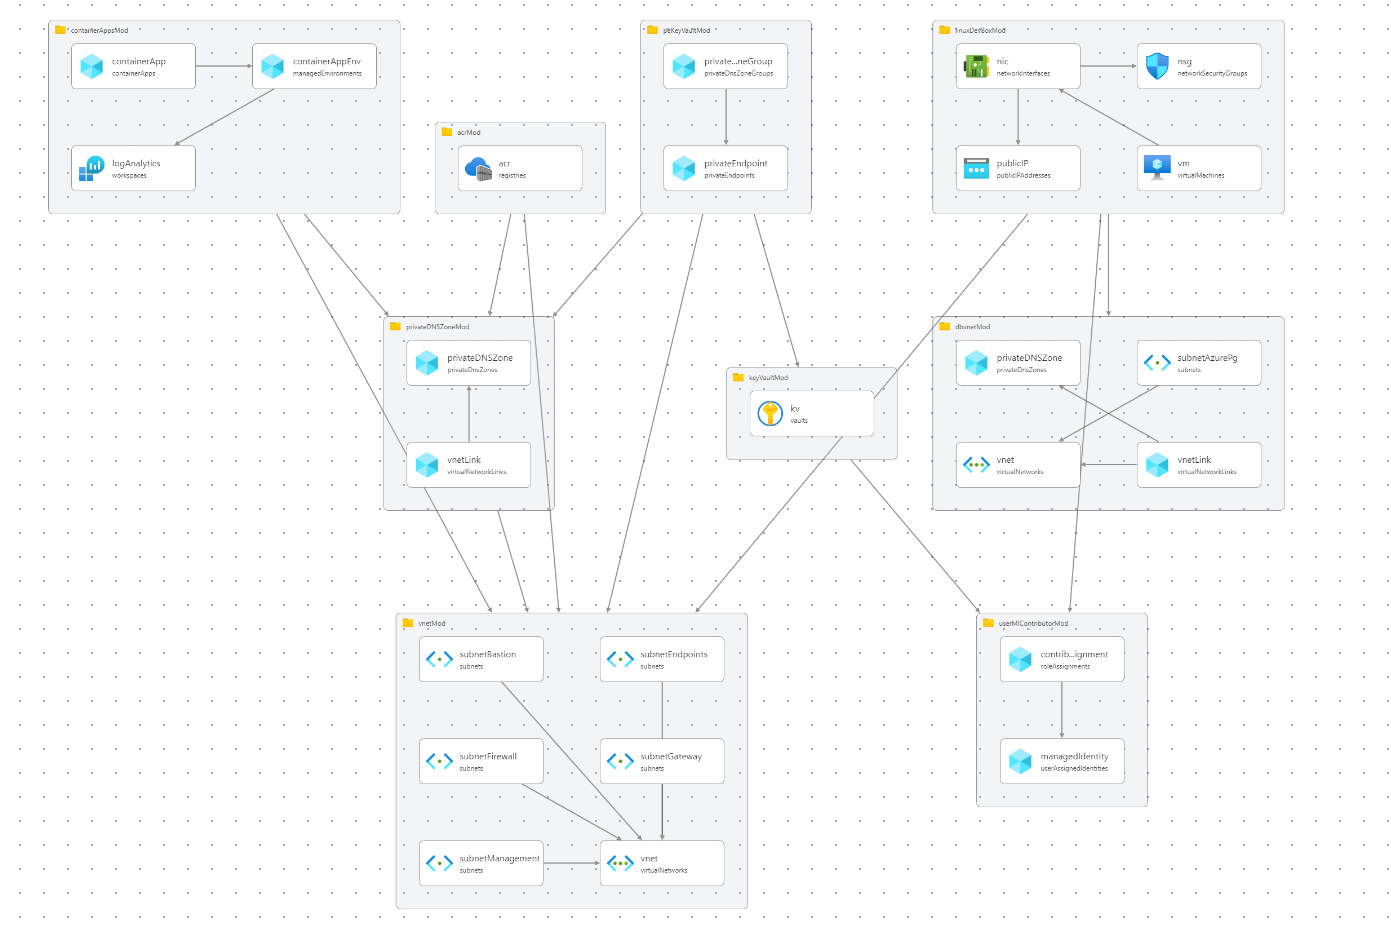 containerAppsMod
containerApp
containerApps
containerAppEnv
managedEnvironments
logAnalytics
workspaces
acrMod
acr
registries
peKeyVaultMod
private...neGroup
privateDnsZoneGroups
privateEndpoint
privateEndpoints
linuxDevBoxMod
nic
networkInterfaces
nsg
networkSecurityGroups
publicIP
publicIPAddresses
vm
virtualMachines
privateDNSZoneMod
privateDNSZone
privateDnsZones
vnetLink
virtualNetworkLinks
keyVaultMod
kv
vaults
dbvnetMod
privateDNSZone
privateDnsZones
subnetAzurePg
subnets
vnet
virtualNetworks
vnetLink
virtualNetworkLinks
vnetMod
subnetBastion
subnets
subnetEndpoints
subnets
subnetFirewall
subnets
subnetGateway
subnets
subnetManagement
subnets
vnet
virtualNetworks
userMIContributorMod
contrib...ignment
roleAssignments
managedIdentity
userAssignedIdentities